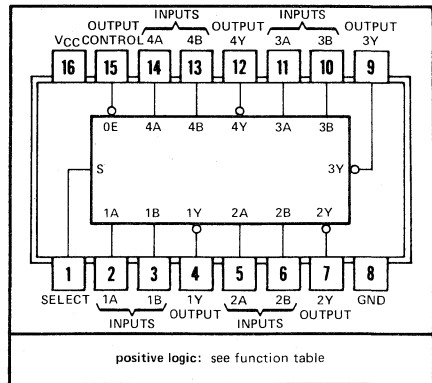 INPUTS INPUTS
OUTPUT OUTPUT OUTPUT
VCC CONTROL 4A 4B 4Y 3A 3B 3Y
16 15 14 13 12 11 10 9
0E 4A 4B 4Y 3A 3B
S 3Y
1A 1B 1Y 2A 2B 2Y
1 2 3 4 5 6 7 8
SELECT 1A 1B 1Y 2A 2B 2Y GND
INPUTS OUTPUT INPUTS OUTPUT
positive logic: see function table